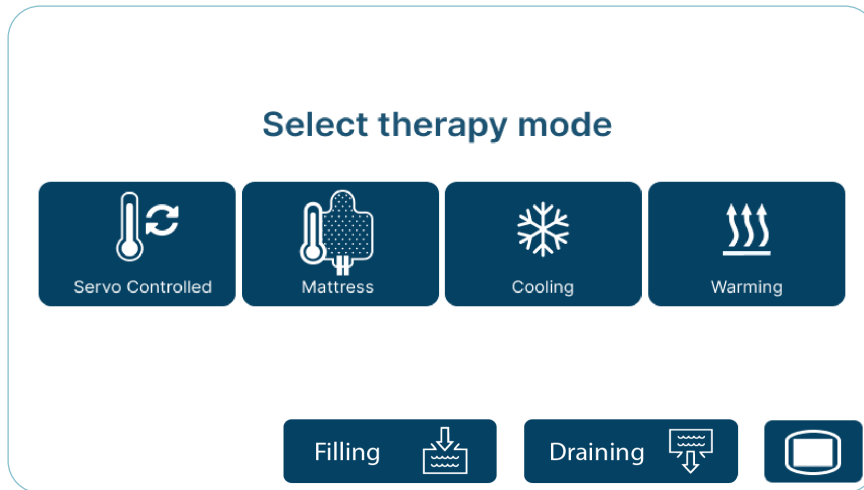 Select therapy mode
Servo Controlled
Mattress
Cooling
Warming
Filling
Draining